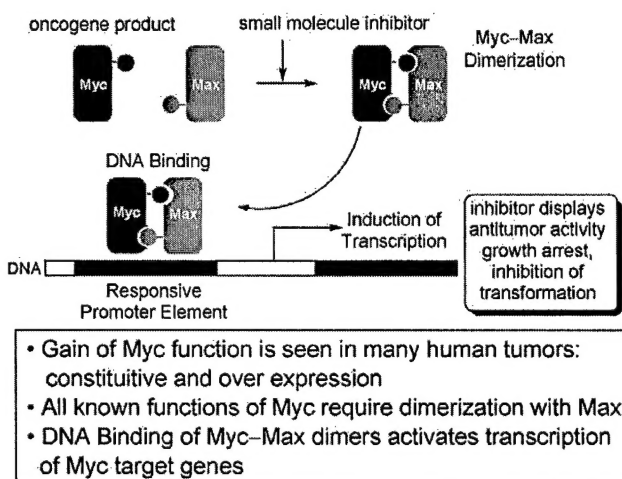 oncogene product
small molecule inhibitor
Myc
Max
Myc
Max
Myc–Max
Dimerization
DNA Binding
Myc
Max
Induction of
Transcription
DNA
Responsive
Promoter Element
inhibitor displays
antitumor activity
growth arrest,
inhibition of
transformation
• Gain of Myc function is seen in many human tumors:
constituitive and over expression
• All known functions of Myc require dimerization with Max
• DNA Binding of Myc–Max dimers activates transcription
of Myc target genes